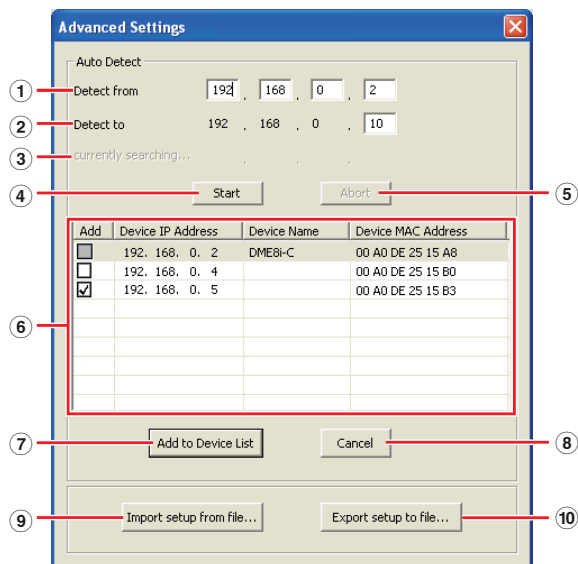 Advanced Settings
Auto Detect
① Detect from 192 . 168 . 0 . 2
② Detect to 192 . 168 . 0 . 10
③ currently searching... . . .
④ Start Abort ⑤
Add Device IP Address Device Name Device MAC Address
192. 168. 0. 2 DME8i-C 00 A0 DE 25 15 A8
192. 168. 0. 4 00 A0 DE 25 15 B0
192. 168. 0. 5 00 A0 DE 25 15 B3
⑥
⑦ Add to Device List Cancel ⑧
⑨ Import setup from file... Export setup to file... ⑩